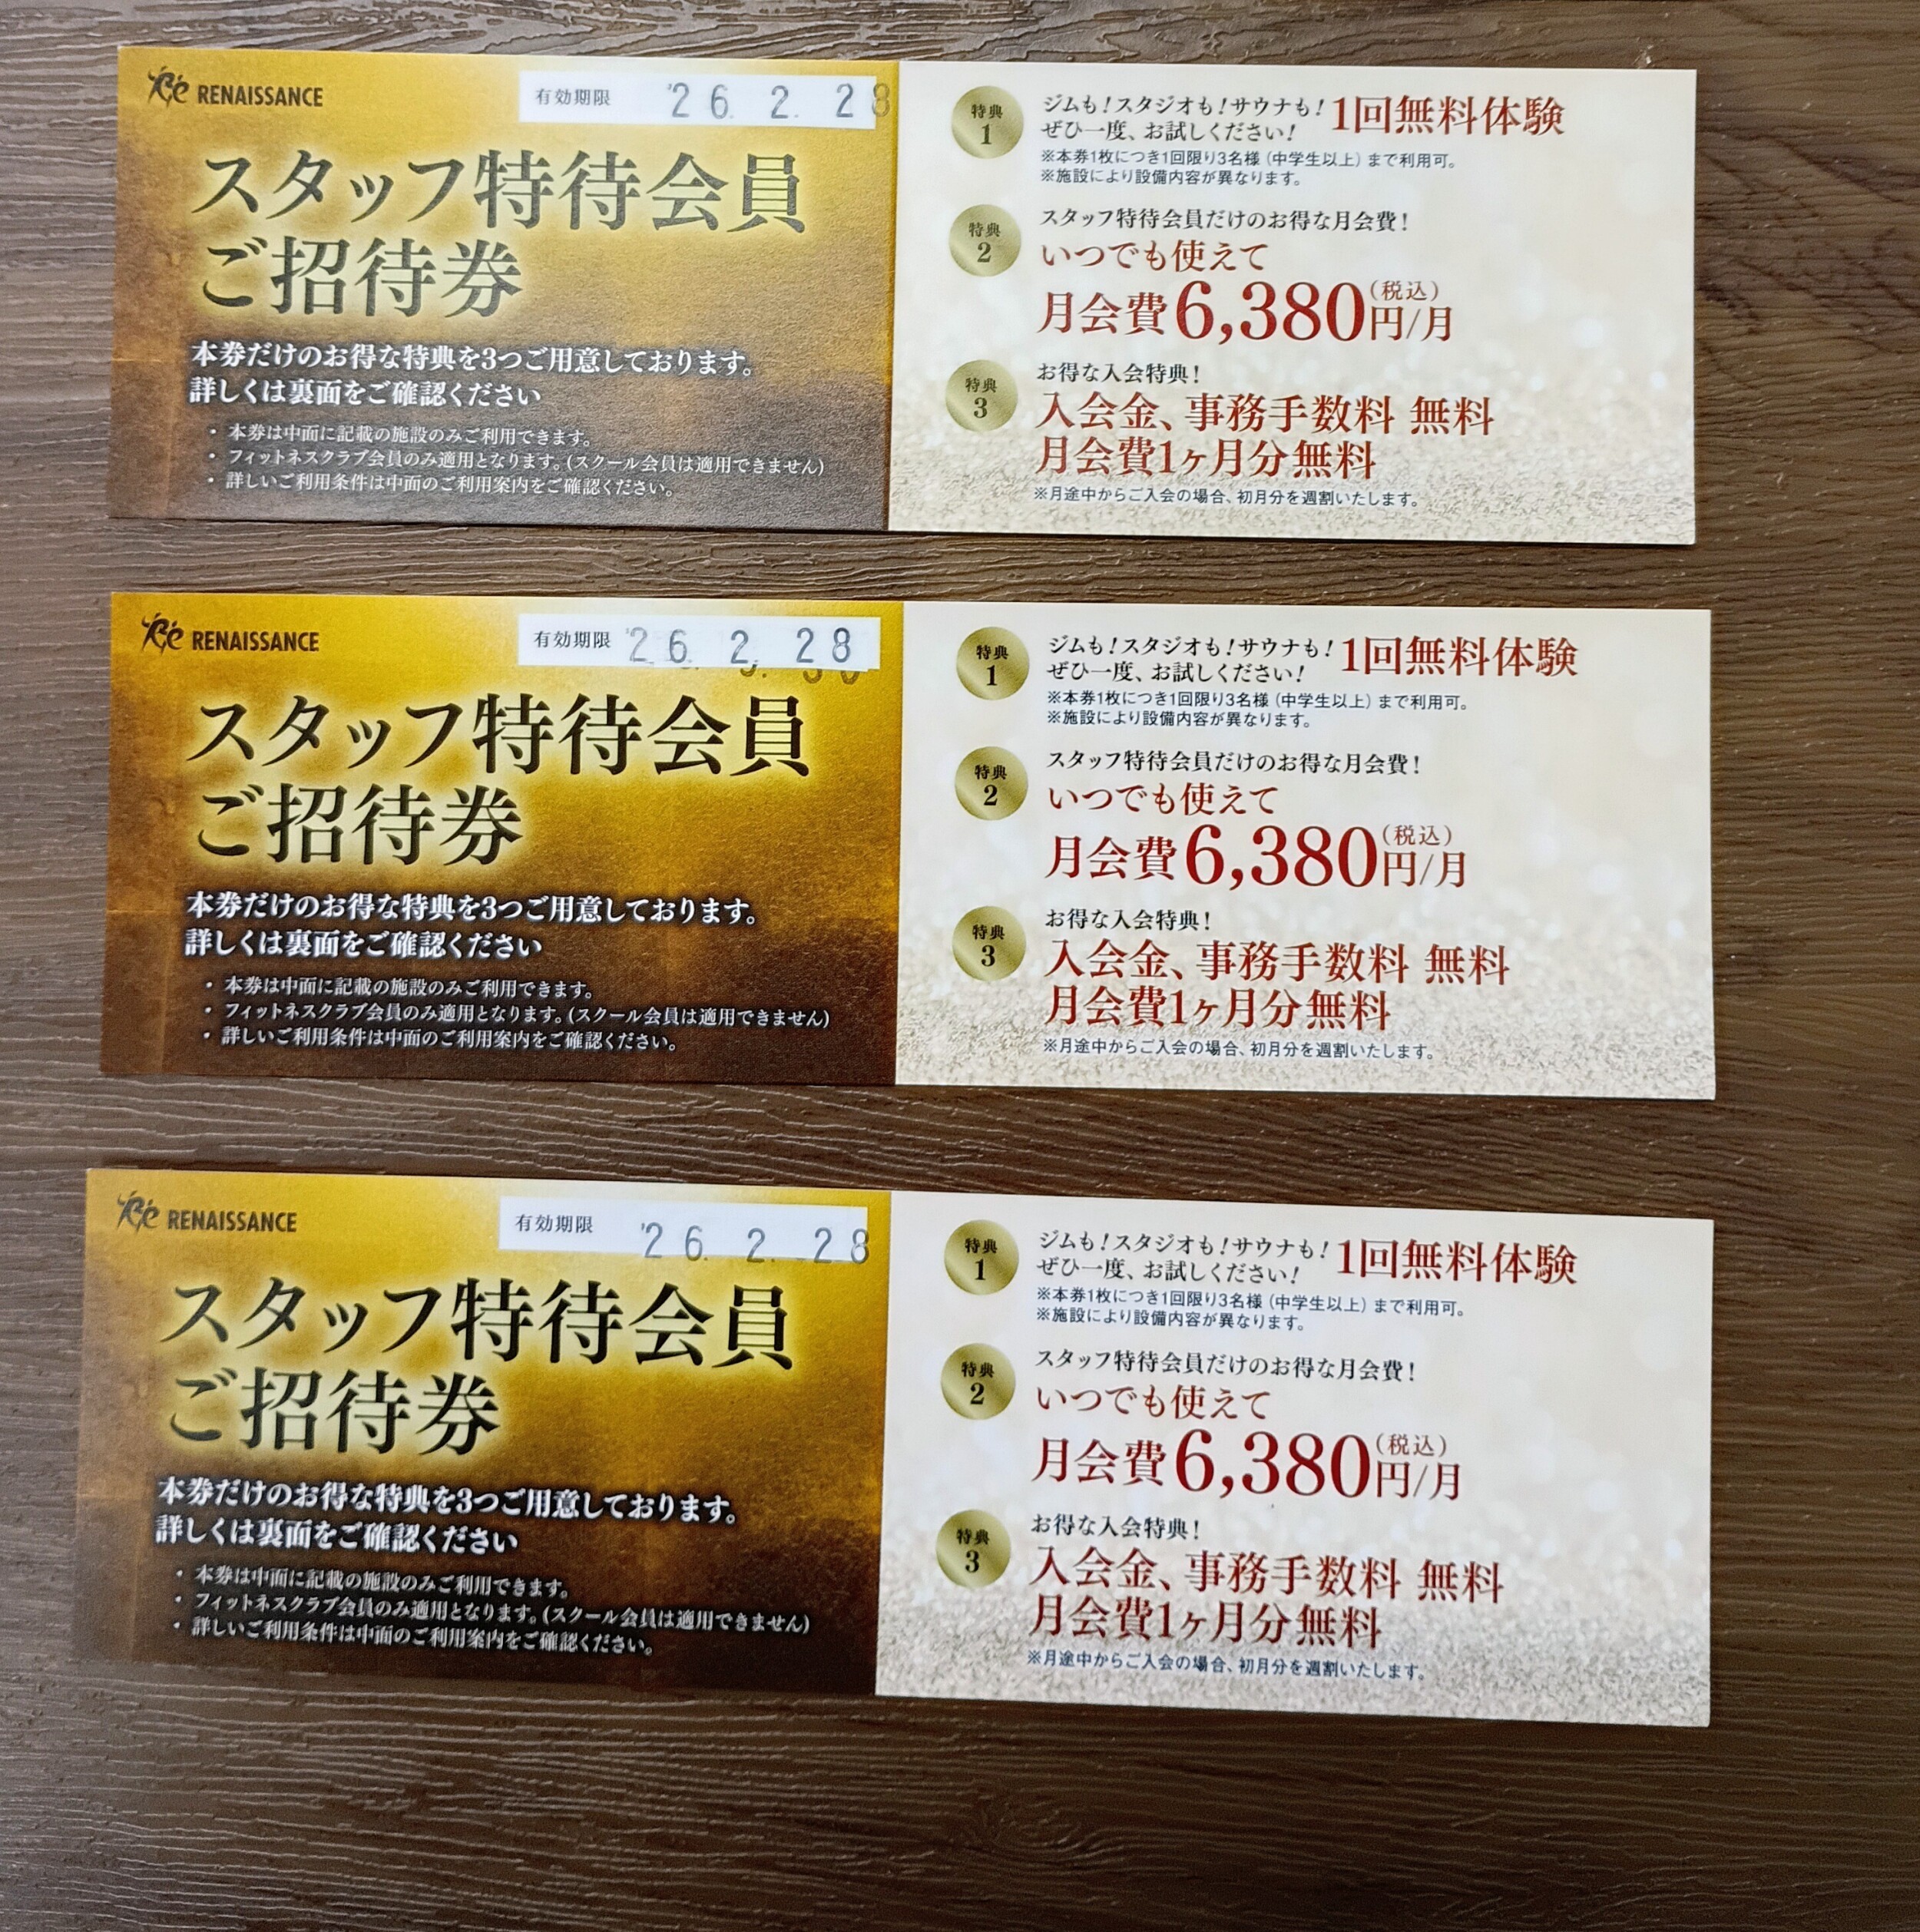 RENAISSANCE
有効期限 '26. 2. 28
スタッフ特待会員
ご招待券
本券だけのお得な特典を3つご用意しております。
詳しくは裏面をご確認ください
・ 本券は中面に記載の施設のみご利用できます。
・ フィットネスクラブ会員のみ適用となります。(スクール会員は適用できません)
・ 詳しいご利用条件は中面のご利用案内をご確認ください。
特典
1
ジムも!スタジオも!サウナも!
ぜひ一度、お試しください!
1回無料体験
※本券1枚につき1回限り3名様(中学生以上)まで利用可。
※施設により設備内容が異なります。
特典
2
スタッフ特待会員だけのお得な月会費!
いつでも使えて
月会費6,380円/月(税込)
特典
3
お得な入会特典!
入会金、事務手数料 無料
月会費1ヶ月分無料
※月途中からご入会の場合、初月分を週割いたします。
RENAISSANCE
有効期限 '26. 2. 28
スタッフ特待会員
ご招待券
本券だけのお得な特典を3つご用意しております。
詳しくは裏面をご確認ください
・ 本券は中面に記載の施設のみご利用できます。
・ フィットネスクラブ会員のみ適用となります。(スクール会員は適用できません)
・ 詳しいご利用条件は中面のご利用案内をご確認ください。
特典
1
ジムも!スタジオも!サウナも!
ぜひ一度、お試しください!
1回無料体験
※本券1枚につき1回限り3名様(中学生以上)まで利用可。
※施設により設備内容が異なります。
特典
2
スタッフ特待会員だけのお得な月会費!
いつでも使えて
月会費6,380円/月(税込)
特典
3
お得な入会特典!
入会金、事務手数料 無料
月会費1ヶ月分無料
※月途中からご入会の場合、初月分を週割いたします。
RENAISSANCE
有効期限 '26. 2. 28
スタッフ特待会員
ご招待券
本券だけのお得な特典を3つご用意しております。
詳しくは裏面をご確認ください
・ 本券は中面に記載の施設のみご利用できます。
・ フィットネスクラブ会員のみ適用となります。(スクール会員は適用できません)
・ 詳しいご利用条件は中面のご利用案内をご確認ください。
特典
1
ジムも!スタジオも!サウナも!
ぜひ一度、お試しください!
1回無料体験
※本券1枚につき1回限り3名様(中学生以上)まで利用可。
※施設により設備内容が異なります。
特典
2
スタッフ特待会員だけのお得な月会費!
いつでも使えて
月会費6,380円/月(税込)
特典
3
お得な入会特典!
入会金、事務手数料 無料
月会費1ヶ月分無料
※月途中からご入会の場合、初月分を週割いたします。